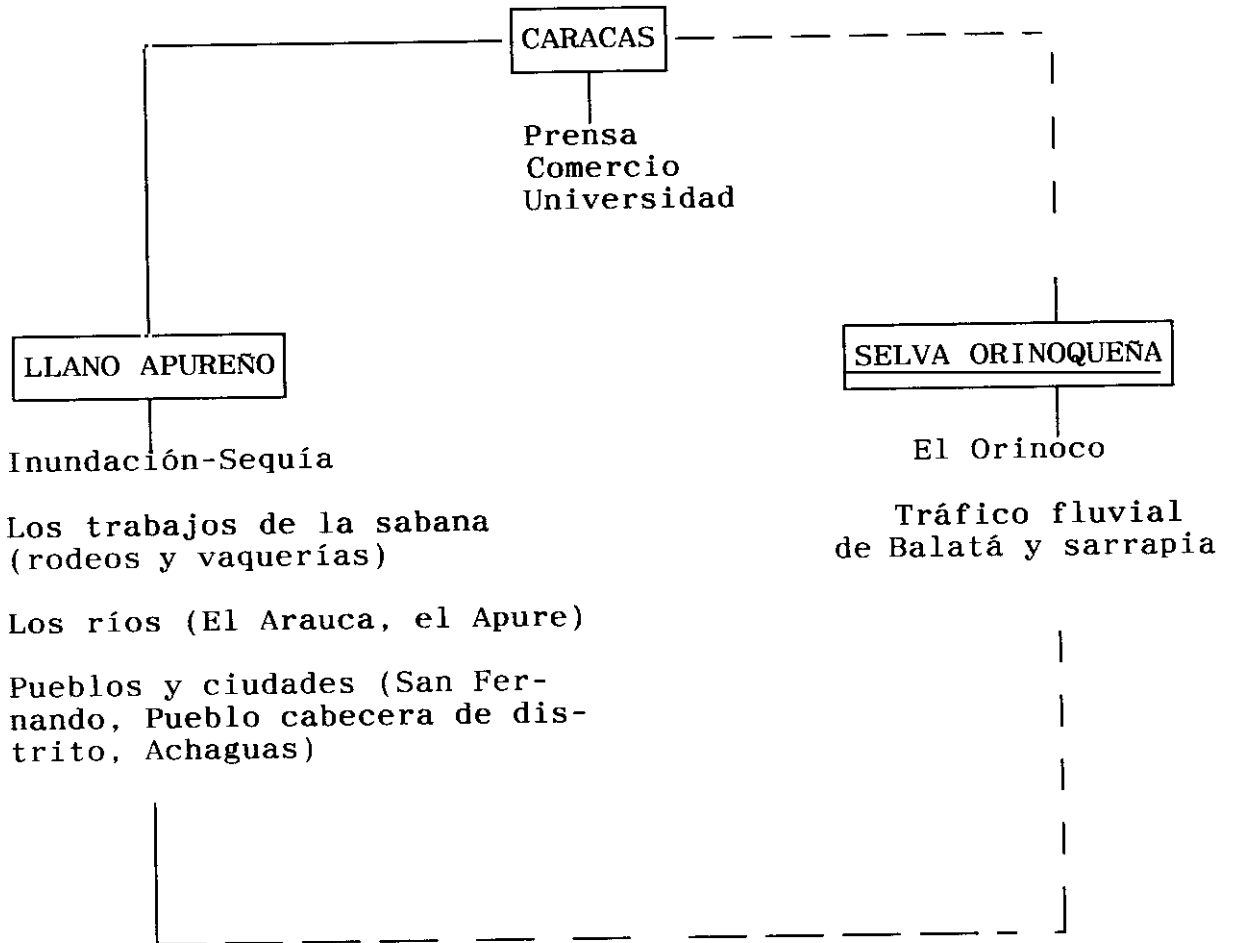 CARACAS
Prensa
Comercio
Universidad
LLANO APUREÑO
Inundación-Sequía
Los trabajos de la sabana
(rodeos y vaquerías)
Los ríos (El Arauca, el Apure)
Pueblos y ciudades (San Fer-
nando, Pueblo cabecera de dis-
trito, Achaguas)
SELVA ORINOQUEÑA
El Orinoco
Tráfico fluvial
de Balatá y sarrapia